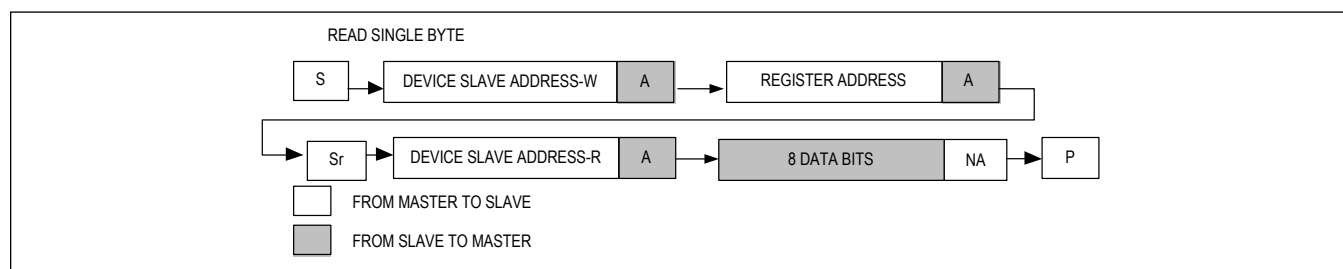 READ SINGLE BYTE
S DEVICE SLAVE ADDRESS-W A REGISTER ADDRESS A
Sr DEVICE SLAVE ADDRESS-R A 8 DATA BITS NA P
FROM MASTER TO SLAVE
FROM SLAVE TO MASTER